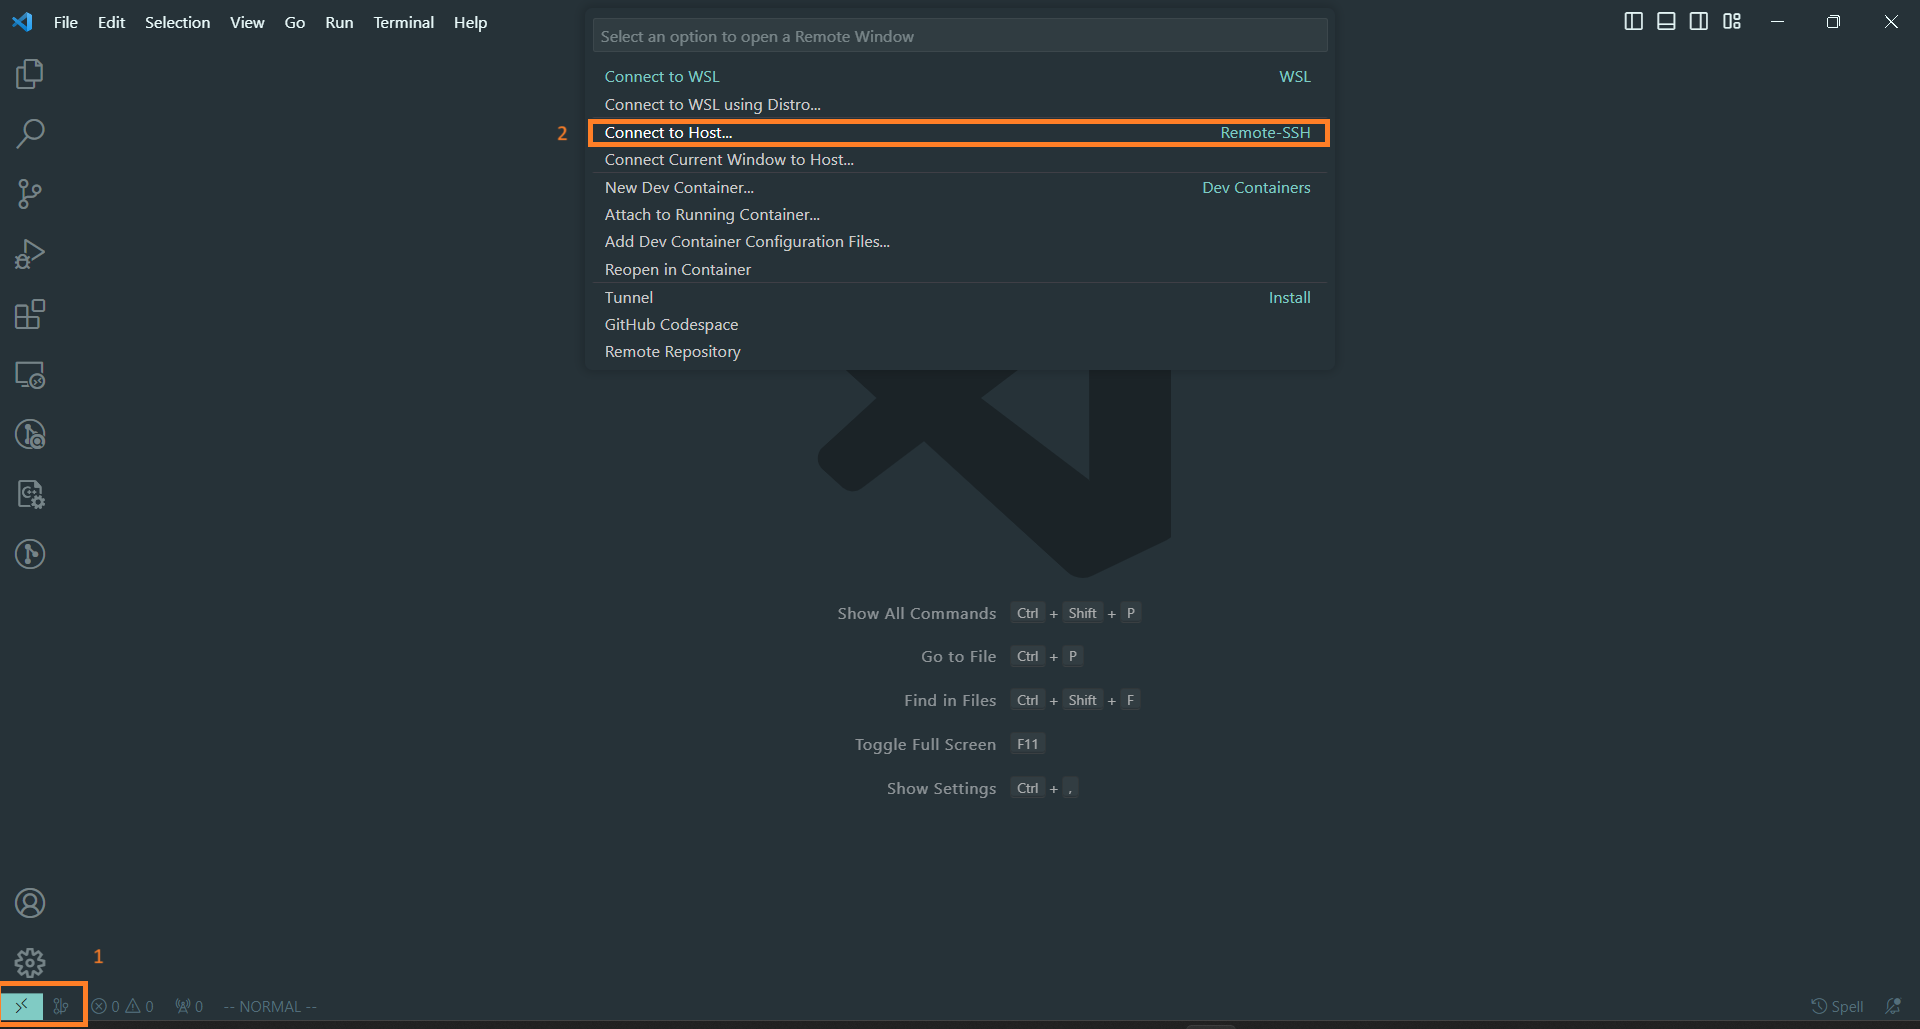 File Edit Selection View Go Run Terminal Help
Select an option to open a Remote Window
Connect to WSL WSL
Connect to WSL using Distro...
2 Connect to Host... Remote-SSH
Connect Current Window to Host...
New Dev Container... Dev Containers
Attach to Running Container...
Add Dev Container Configuration Files...
Reopen in Container
Tunnel Install
GitHub Codespace
Remote Repository
Show All Commands Ctrl + Shift + P
Go to File Ctrl + P
Find in Files Ctrl + Shift + F
Toggle Full Screen F11
Show Settings Ctrl + ,
1
0 0 0 -- NORMAL -- Spell